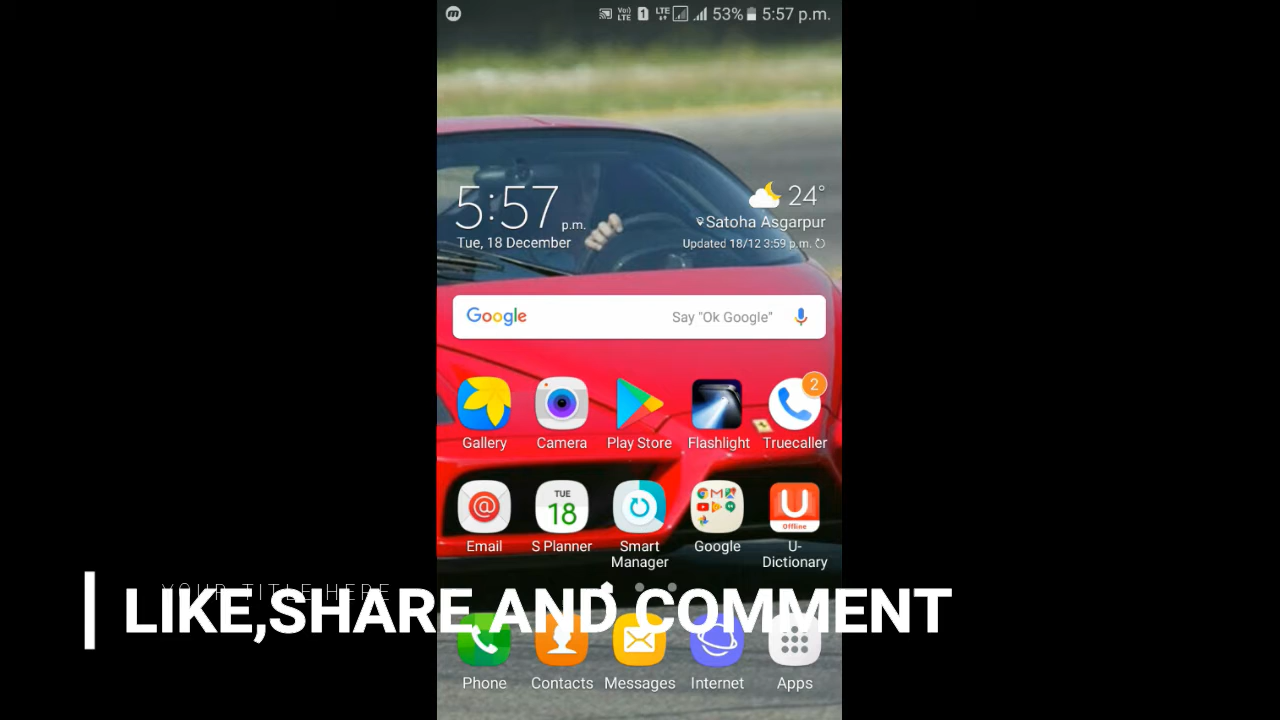 m Vo) LTE 1 LTE 53% 5:57 p.m.
5:57 p.m.
Tue, 18 December
24°
Satoha Asgarpur
Updated 18/12 3:59 p.m.
Google Say "Ok Google"
2
Gallery Camera Play Store Flashlight Truecaller
@ TUE 18 U Offline
Email S Planner Smart Manager Google U-Dictionary
YOUR TITLE HERE
LIKE,SHARE AND COMMENT
Phone Contacts Messages Internet Apps